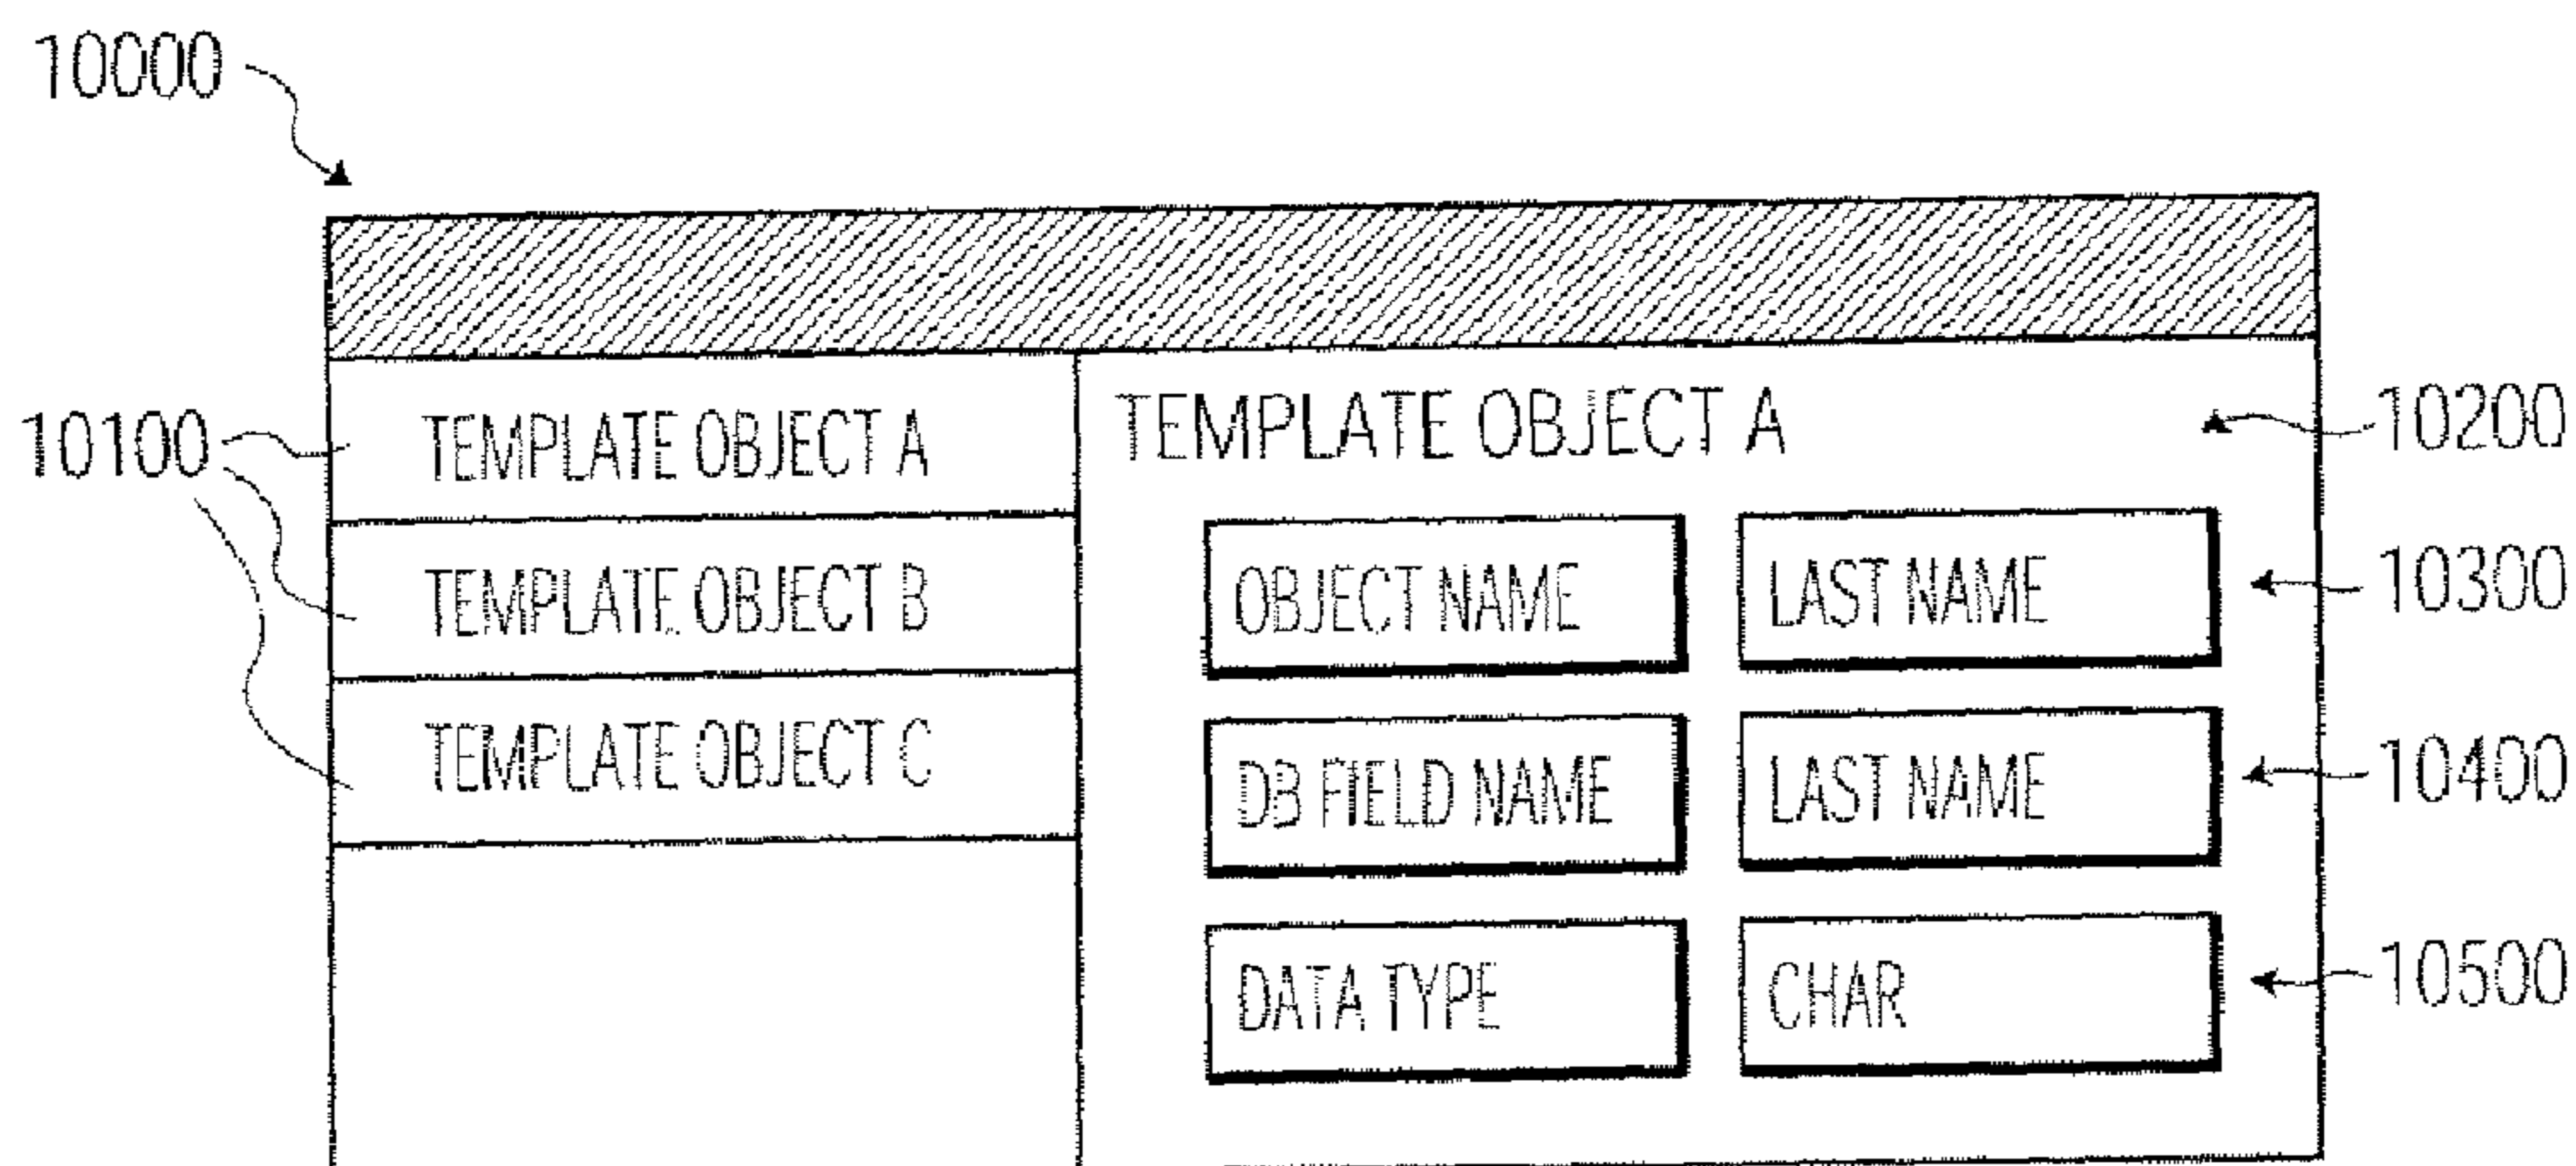 10000
10100
TEMPLATE OBJECT A
TEMPLATE OBJECT B
TEMPLATE OBJECT C
TEMPLATE OBJECT A
10200
OBJECT NAME LAST NAME
10300
DB FIELD NAME LAST NAME
10400
DATA TYPE CHAR
10500